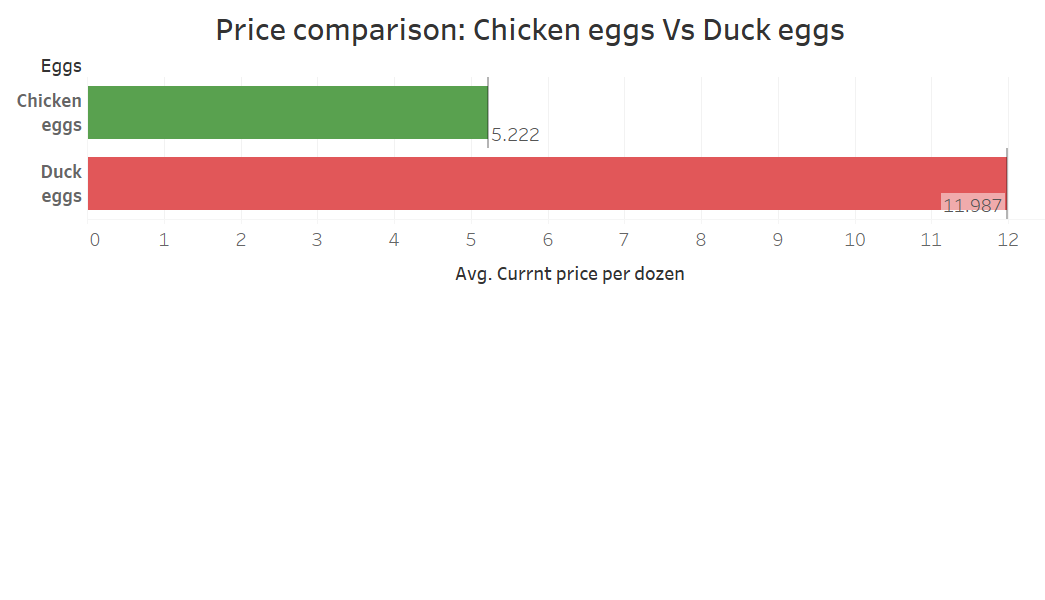 Price comparison: Chicken eggs Vs Duck eggs
Eggs
Chicken
eggs
5.222
Duck
eggs
11.987
0 1 2 3 4 5 6 7 8 9 10 11 12
Avg. Currnt price per dozen